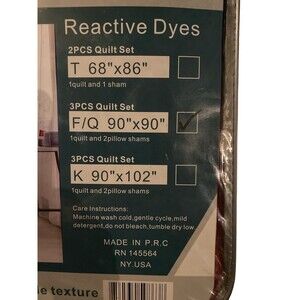 Reactive Dyes
2PCS Quilt Set
T 68"x86"
1quilt and 1 sham
3PCS Quilt Set
F/Q 90"x90"
1quilt and 2pillow shams
3PCS Quilt Set
K 90"x102"
1quilt and 2pillow shams
Care Instructions:
Machine wash cold,gentle cycle,mild
detergent,do not bleach,tumble dry low
MADE IN P.R.C
RN 145564
NY.USA
texture